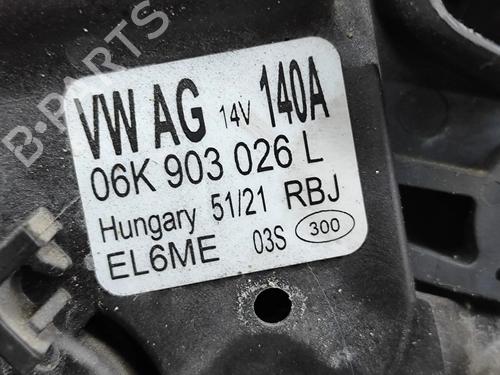 B-PARTS
VW AG 14V 140A
06K 903 026 L
Hungary 51/21 RBJ
EL6ME 03S 300